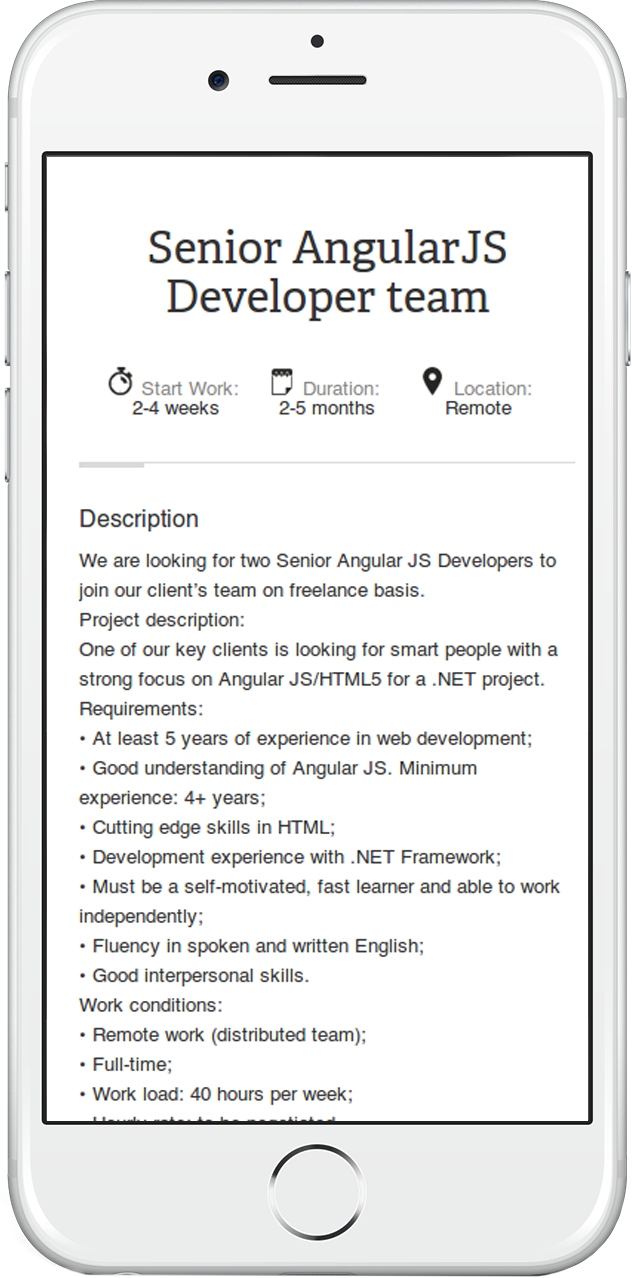 Senior AngularJS
Developer team
Start Work: Duration: Location:
2-4 weeks 2-5 months Remote
Description
We are looking for two Senior Angular JS Developers to
join our client’s team on freelance basis.
Project description:
One of our key clients is looking for smart people with a
strong focus on Angular JS/HTML5 for a .NET project.
Requirements:
• At least 5 years of experience in web development;
• Good understanding of Angular JS. Minimum
experience: 4+ years;
• Cutting edge skills in HTML;
• Development experience with .NET Framework;
• Must be a self-motivated, fast learner and able to work
independently;
• Fluency in spoken and written English;
• Good interpersonal skills.
Work conditions:
• Remote work (distributed team);
• Full-time;
• Work load: 40 hours per week;